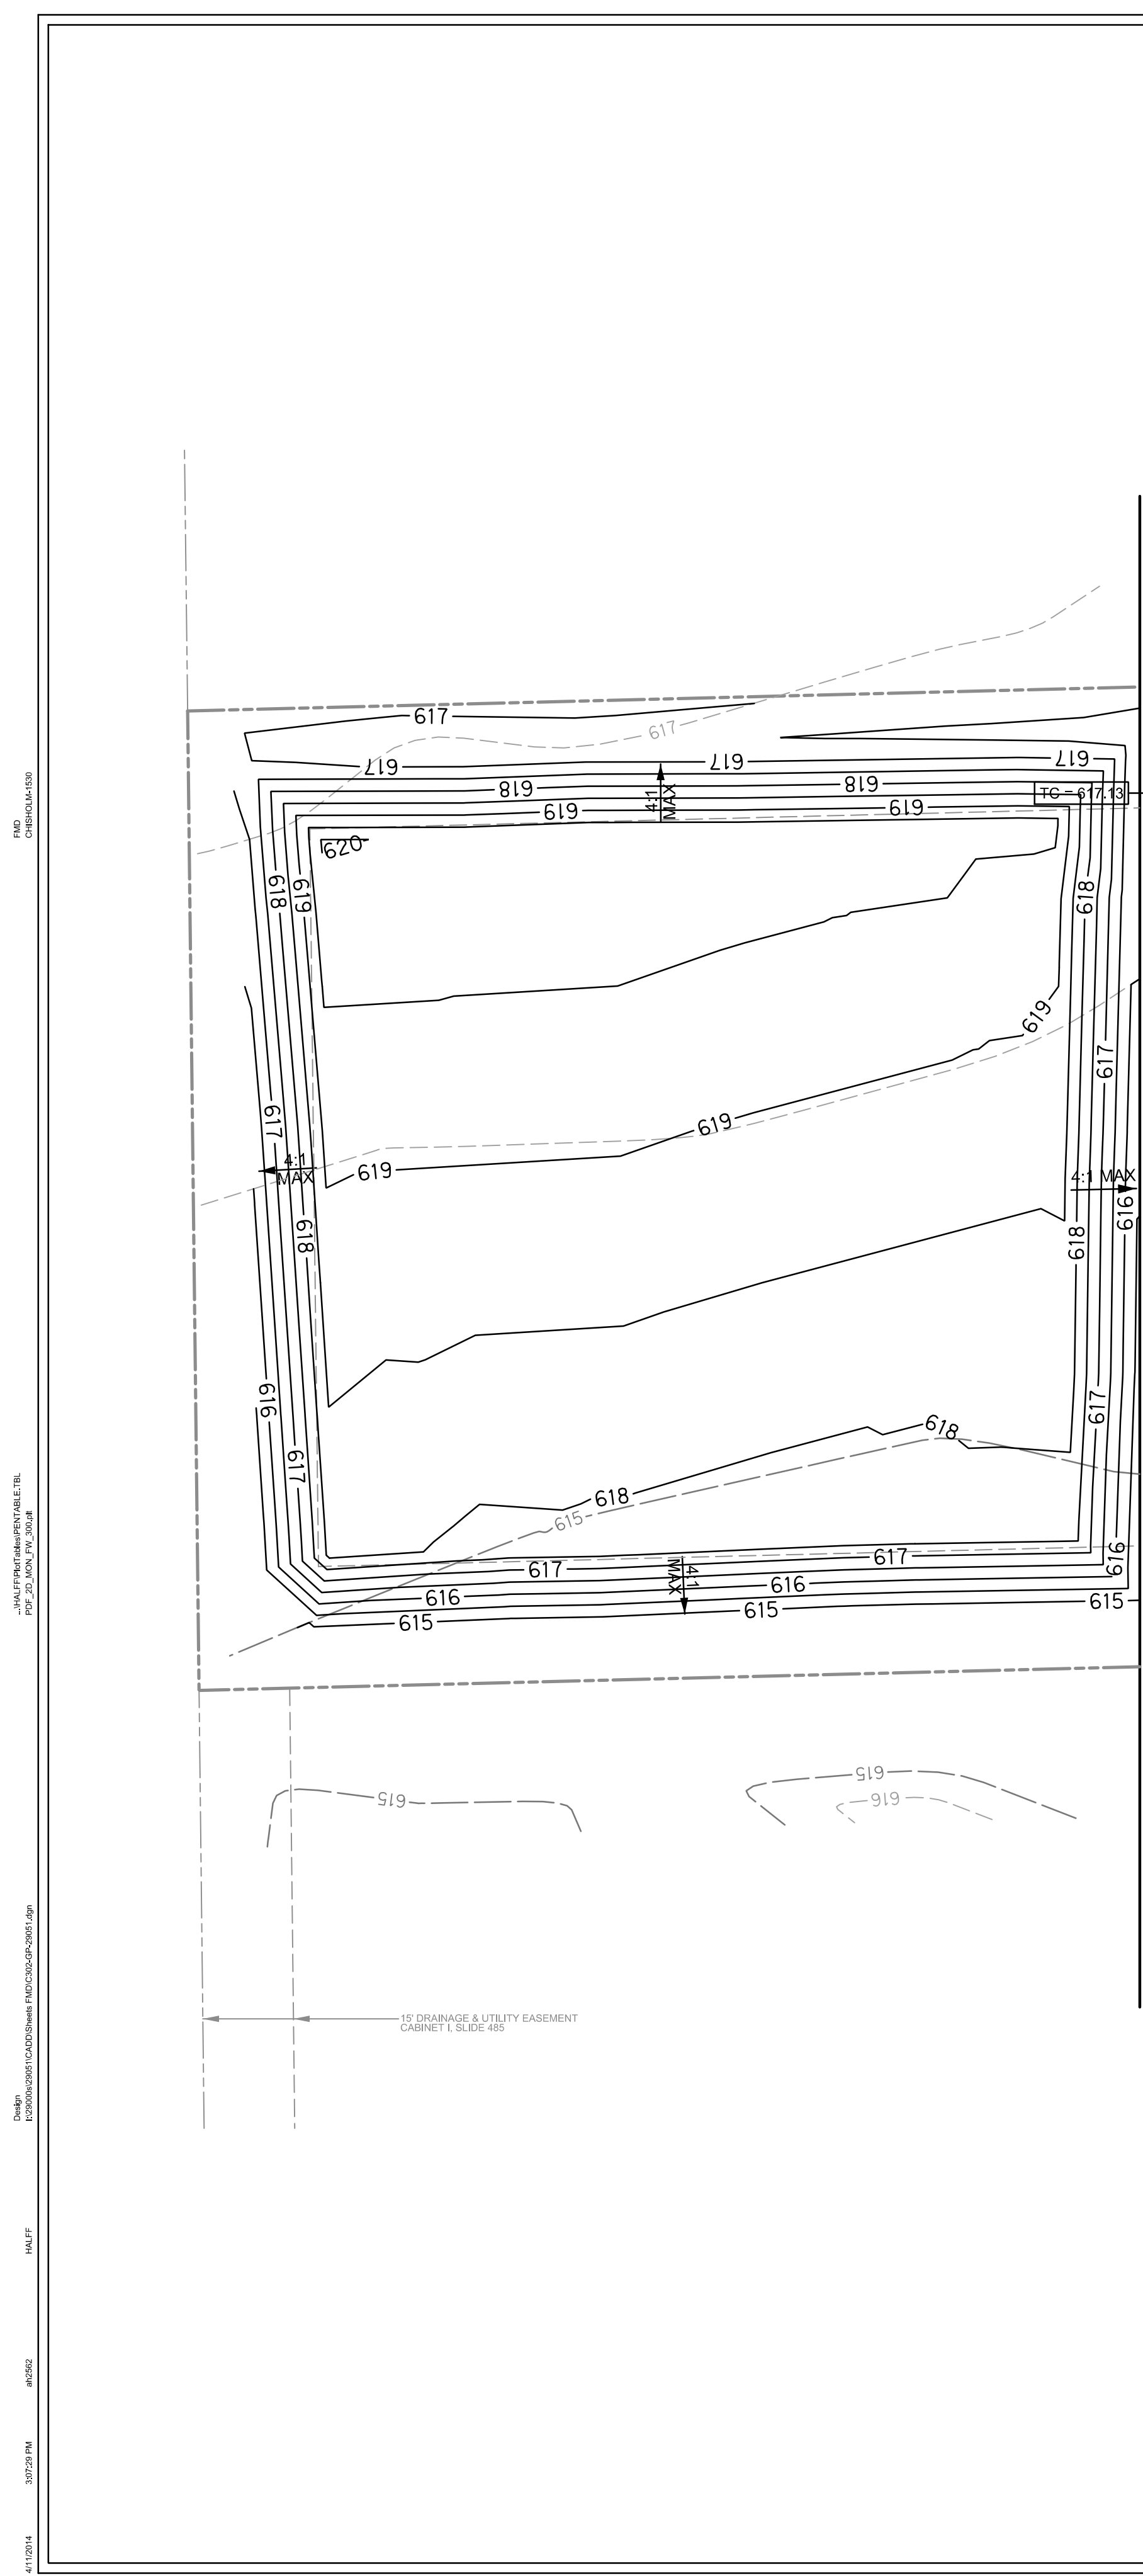 617
617
617
617
617
TC = 617.13
618
618
4:1
MAX
619
619
620
618
619
618
619
617
617
619
619
4:1
MAX
4:1 MAX
616
618
618
616
617
617
618
618
615
617
617
616
4:1
MAX
616
616
615
615
615
615
615
616
15' DRAINAGE & UTILITY EASEMENT
CABINET I, SLIDE 485
FMD
CHISHOLM-1530
...\HALFF\PlotTables\PENTABLE.TBL
PDF_2D_MON_FW_300.plt
Design
I:\29000s\29051\CADD\Sheets FMD\C302-GP-29051.dgn
HALFF
ah2562
3:07:29 PM
4/11/2014